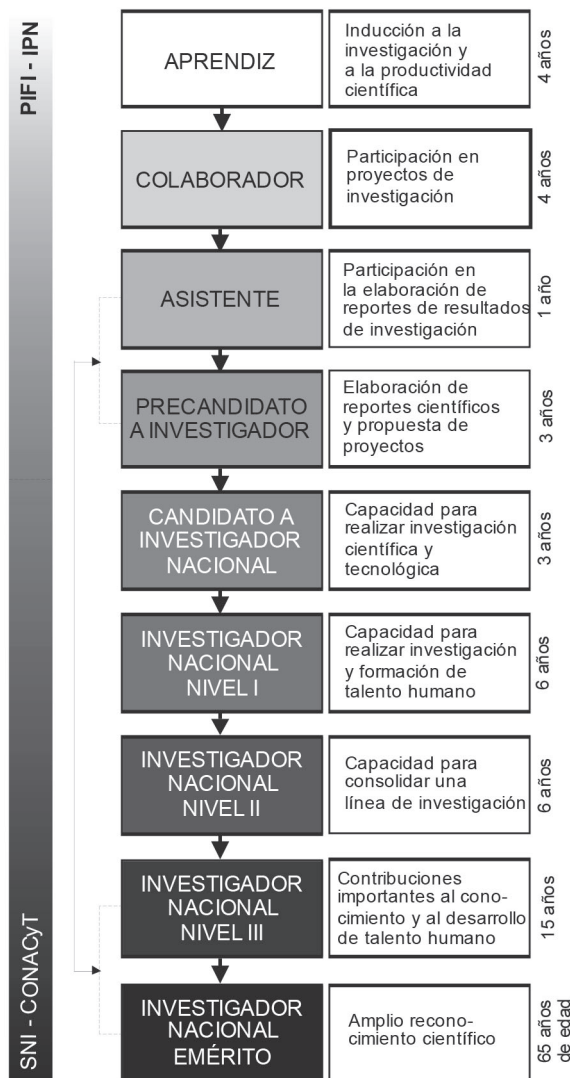 PIFI - IPN
APRENDIZ
Inducción a la
investigación y
a la productividad
científica
4 años
COLABORADOR
Participación en
proyectos de
investigación
4 años
ASISTENTE
Participación en
la elaboración de
reportes de resultados
de investigación
1 año
PRECANDIDATO
A INVESTIGADOR
Elaboración de
reportes científicos
y propuesta de
proyectos
3 años
CANDIDATO A
INVESTIGADOR
NACIONAL
Capacidad para
realizar investigación
científica y
tecnológica
3 años
INVESTIGADOR
NACIONAL
NIVEL I
Capacidad para
realizar investigación
y formación de
talento humano
6 años
INVESTIGADOR
NACIONAL
NIVEL II
Capacidad para
consolidar una
línea de investigación
6 años
INVESTIGADOR
NACIONAL
NIVEL III
Contribuciones
importantes al cono-
cimiento y al desarrollo
de talento humano
15 años
SNI - CONACyT
INVESTIGADOR
NACIONAL
EMÉRITO
Amplio recono-
cimiento científico
65 años
de edad